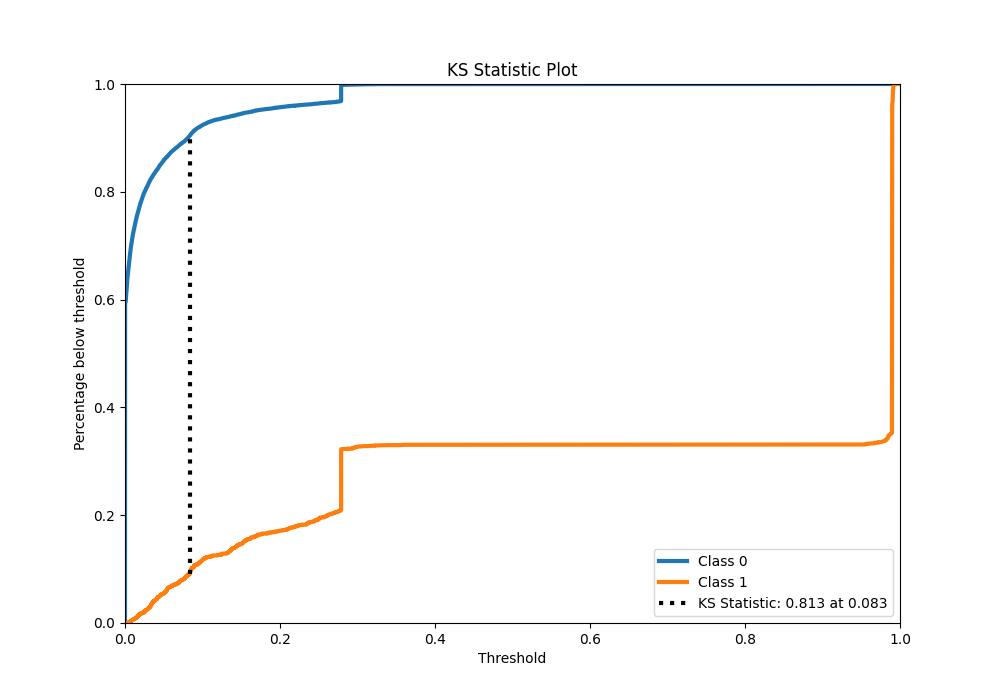 KS Statistic Plot
Percentage below threshold
1.0
0.8
0.6
0.4
0.2
0.0
0.0 0.2 0.4 0.6 0.8 1.0
Threshold
Class 0
Class 1
KS Statistic: 0.813 at 0.083